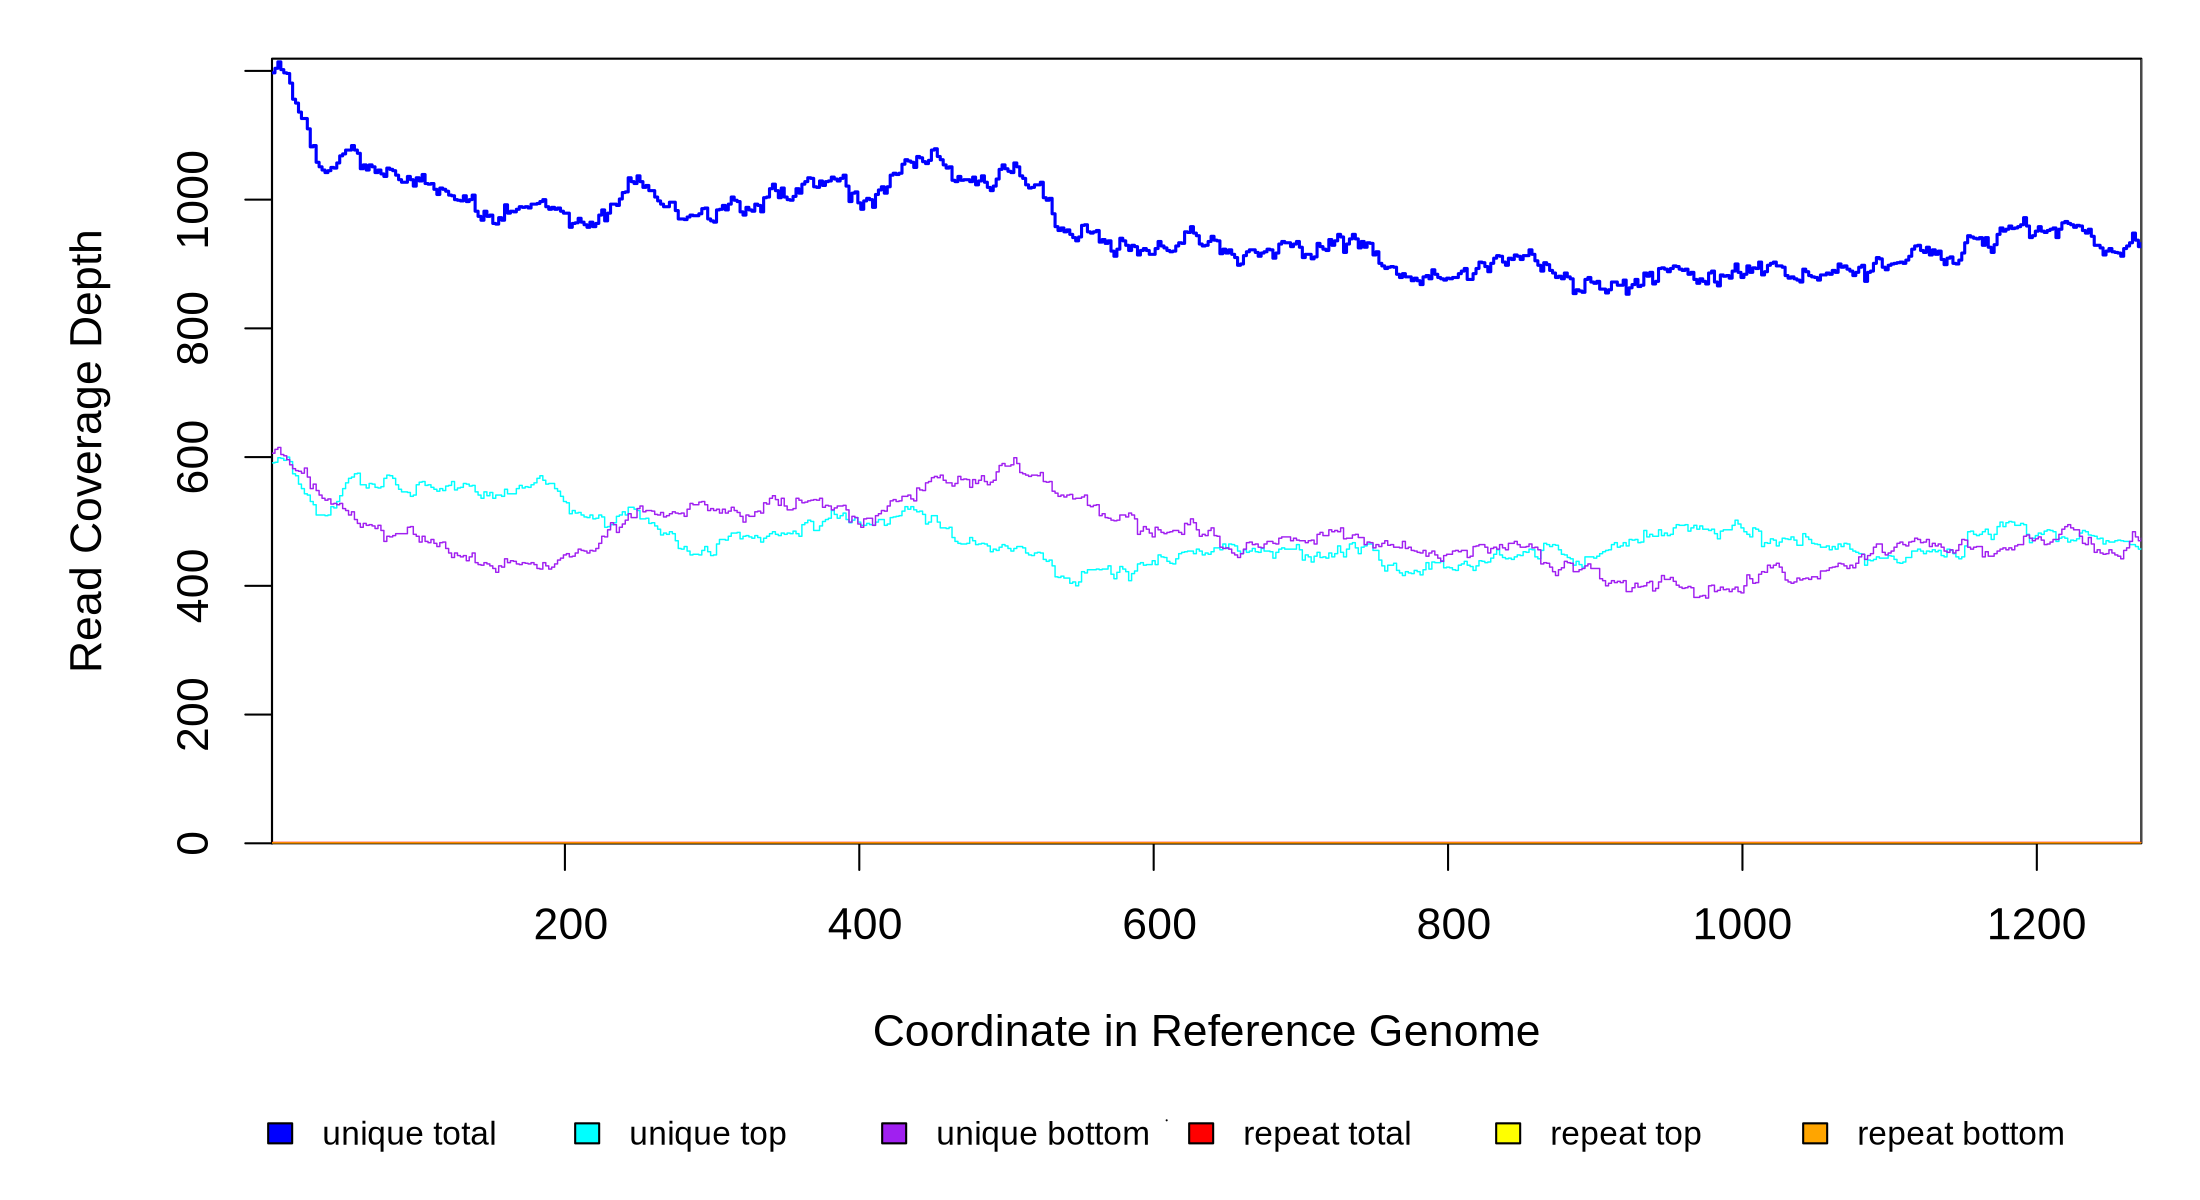 Read Coverage Depth
1000
800
600
400
200
0
200 400 600 800 1000 1200
Coordinate in Reference Genome
unique total unique top unique bottom repeat total repeat top repeat bottom